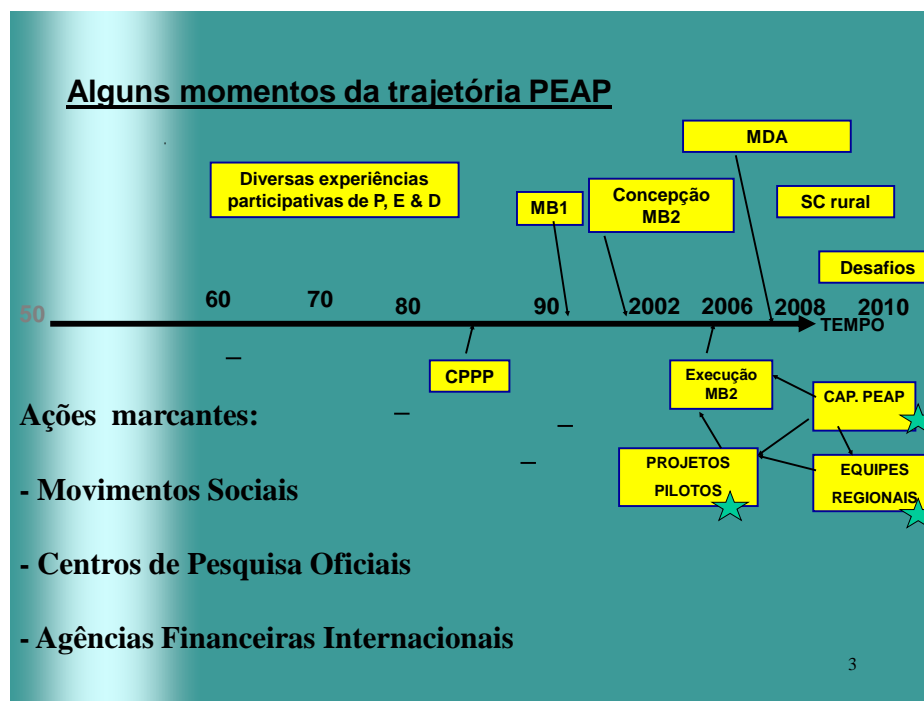 Alguns momentos da trajetória PEAP
MDA
Diversas experiências
participativas de P, E & D
MB1
Concepção
MB2
SC rural
Desafios
50 60 70 80 90 2002 2006 2008 2010
TEMPO
CPPP
Execução
MB2
CAP. PEAP
PROJETOS
PILOTOS
EQUIPES
REGIONAIS
Ações marcantes:
- Movimentos Sociais
- Centros de Pesquisa Oficiais
- Agências Financeiras Internacionais
3